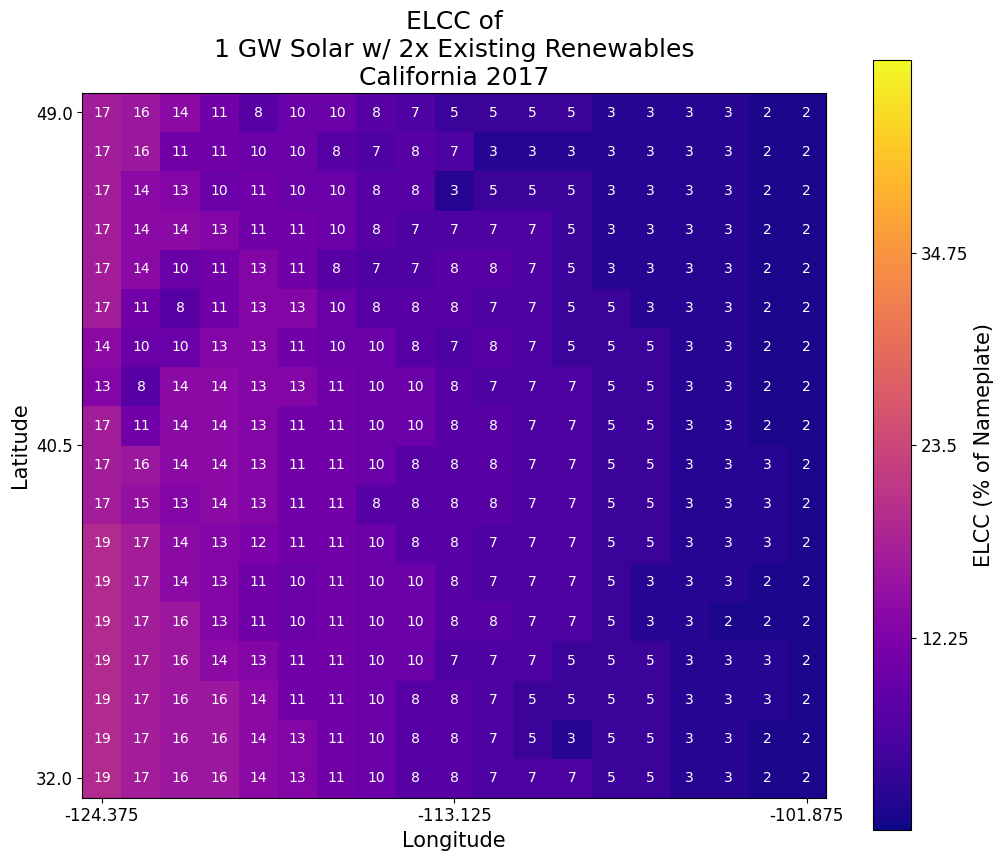 ELCC of
1 GW Solar w/ 2x Existing Renewables
California 2017
49.0
17 16 14 11 8 10 10 8 7 5 5 5 5 3 3 3 3 2 2
17 16 11 11 10 10 8 7 8 7 3 3 3 3 3 3 3 2 2
17 14 13 10 11 10 10 8 8 3 5 5 5 3 3 3 3 2 2
17 14 14 13 11 11 10 8 7 7 7 7 5 3 3 3 3 2 2
34.75
17 14 10 11 13 11 8 7 7 8 8 7 5 3 3 3 3 2 2
17 11 8 11 13 13 10 8 8 8 7 7 5 5 3 3 3 2 2
14 10 10 13 13 11 10 10 8 7 8 7 5 5 5 3 3 2 2
13 8 14 14 13 13 11 10 10 8 7 7 7 5 5 3 3 2 2
17 11 14 14 13 11 11 10 10 8 8 7 7 5 5 3 3 2 2
40.5
23.5
17 16 14 14 13 11 11 10 8 8 8 7 7 5 5 3 3 3 2
17 15 13 14 13 11 11 8 8 8 8 7 7 5 5 3 3 3 2
19 17 14 13 12 11 11 10 8 8 7 7 7 5 5 3 3 3 2
19 17 14 13 11 10 11 10 10 8 7 7 7 5 3 3 3 2 2
19 17 16 13 11 10 11 10 10 8 8 7 7 5 3 3 2 2 2
12.25
19 17 16 14 13 11 11 10 10 7 7 7 5 5 5 3 3 3 2
19 17 16 16 14 11 11 10 8 8 7 5 5 5 5 3 3 3 2
19 17 16 16 14 13 11 10 8 8 7 5 3 5 5 3 3 2 2
32.0
19 17 16 16 14 13 11 10 8 8 7 7 7 5 5 3 3 2 2
-124.375 -113.125 -101.875
Longitude
Latitude
ELCC (% of Nameplate)